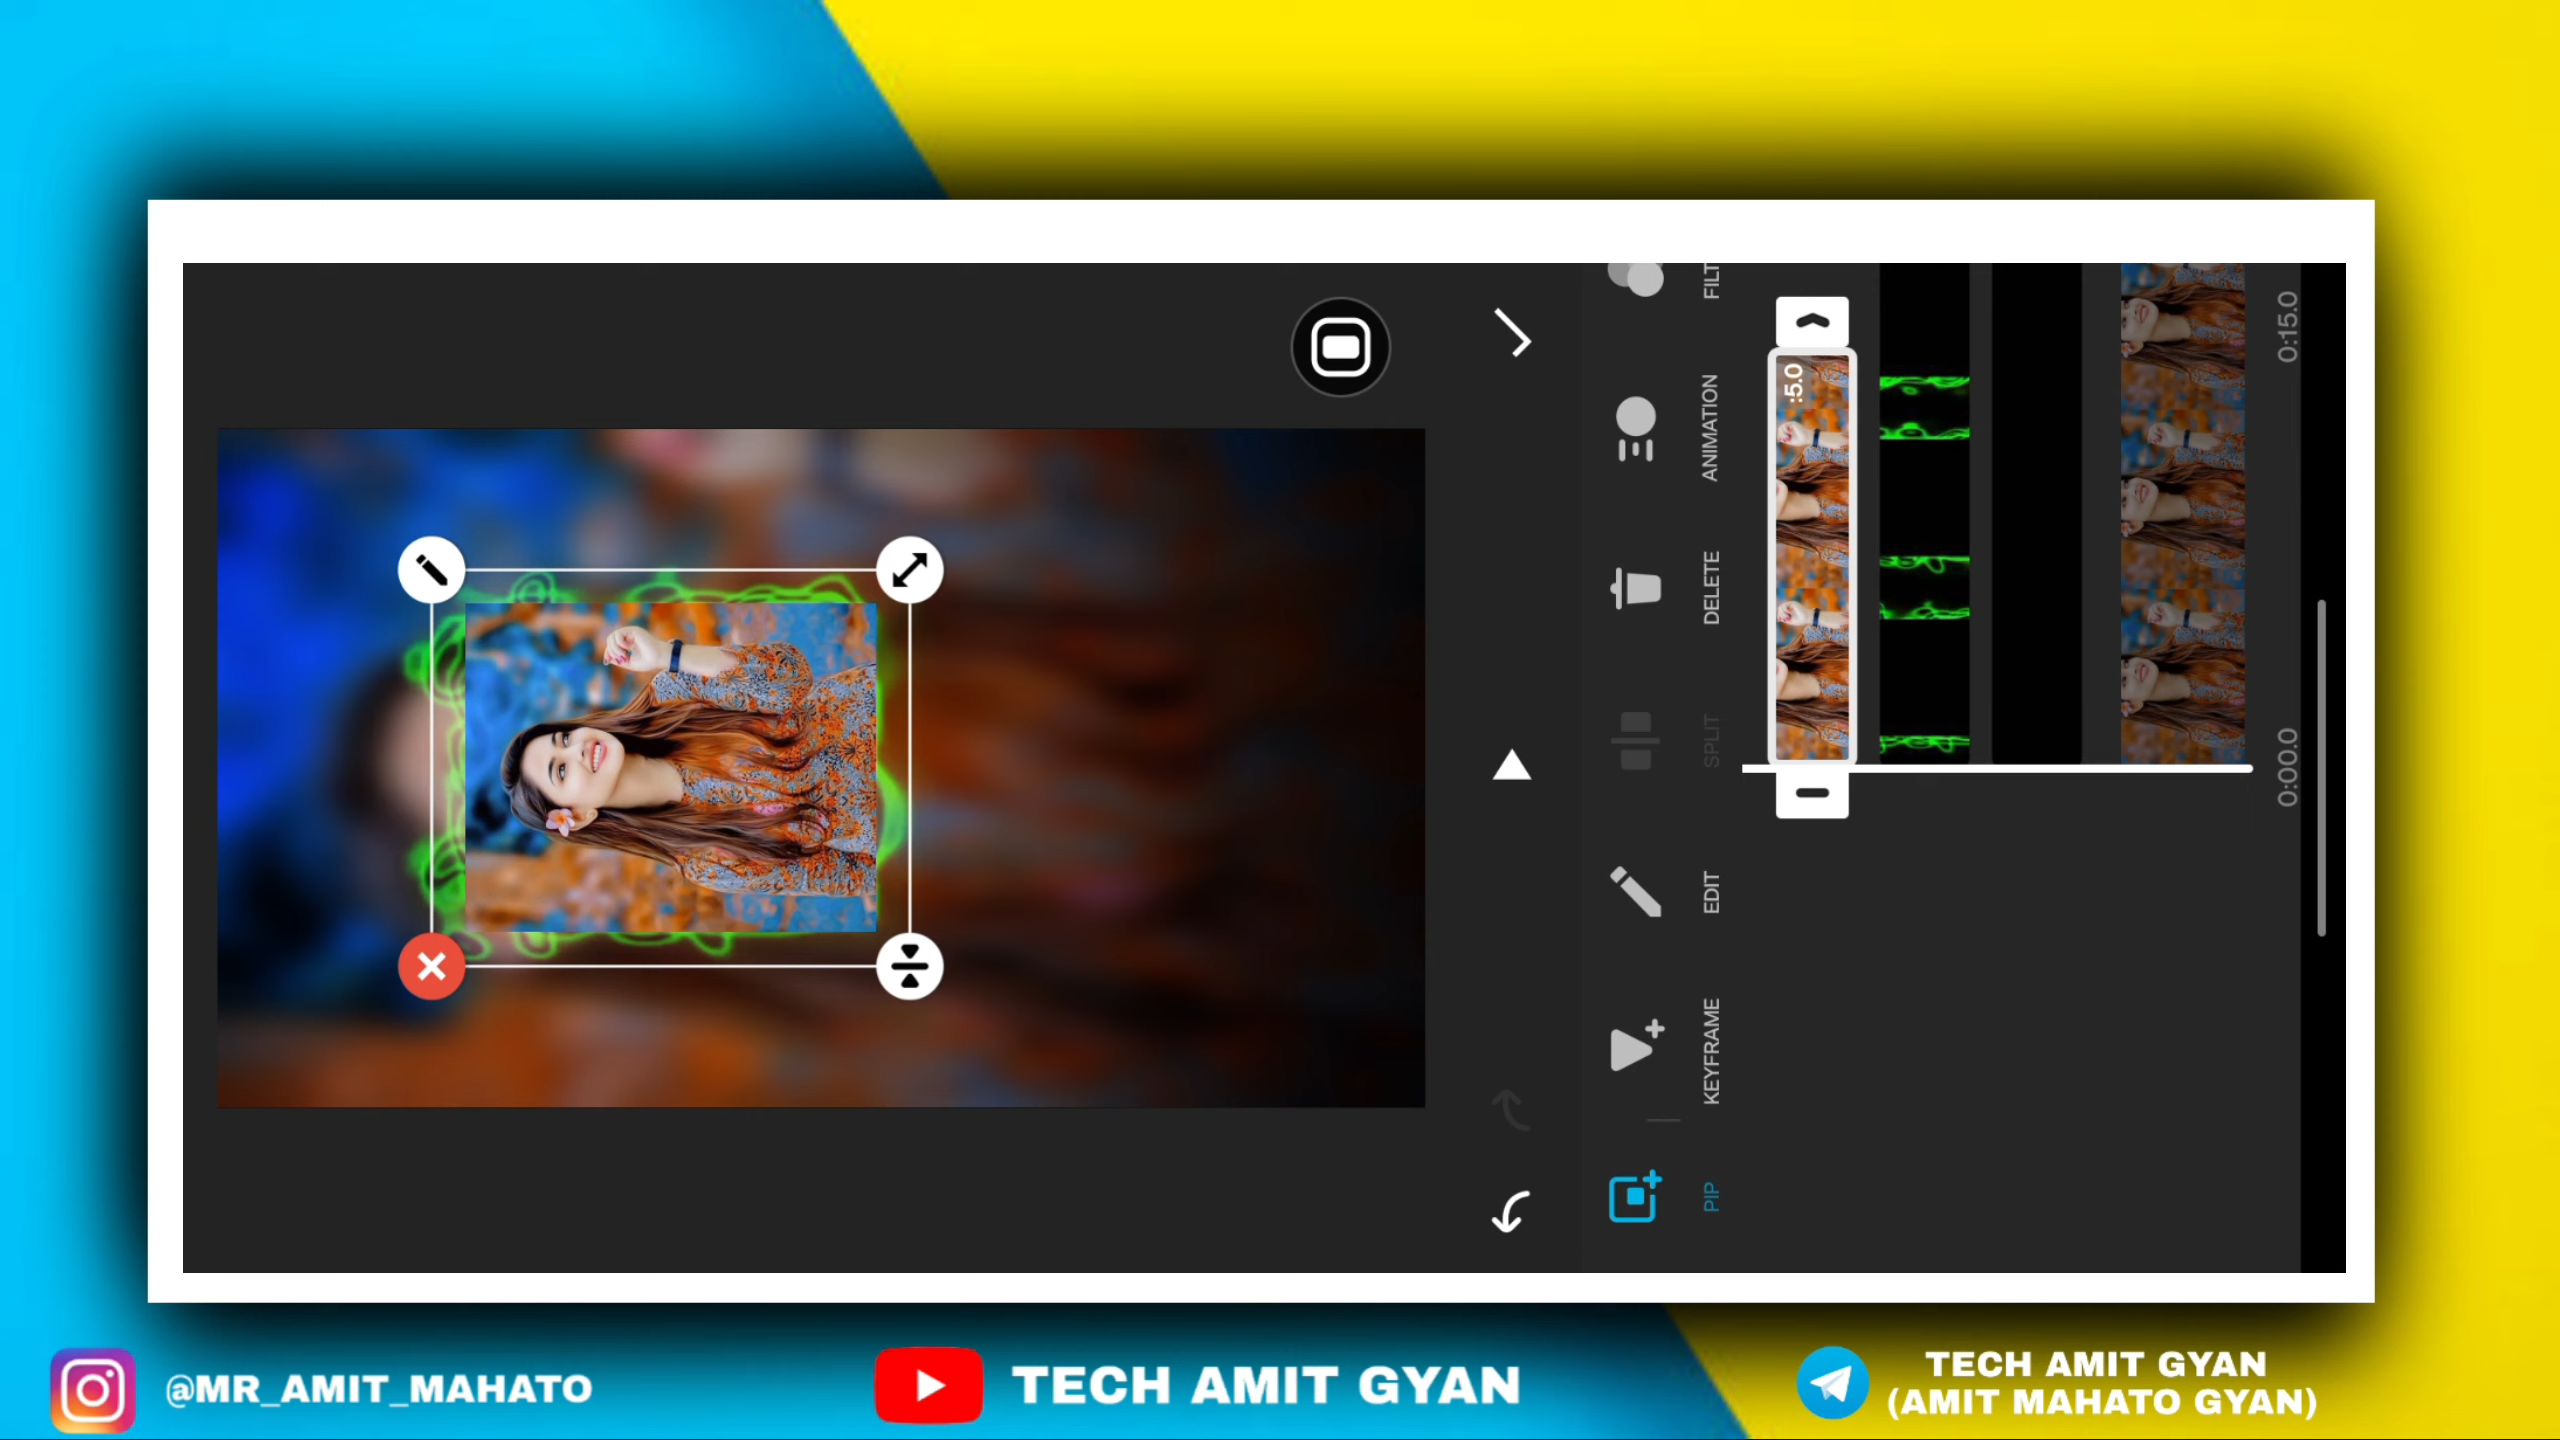 FILT
ANIMATION
DELETE
SPLIT
EDIT
KEYFRAME
PIP
:5.0
0:15.0
0:00.0
@MR_AMIT_MAHATO
TECH AMIT GYAN
TECH AMIT GYAN
(AMIT MAHATO GYAN)